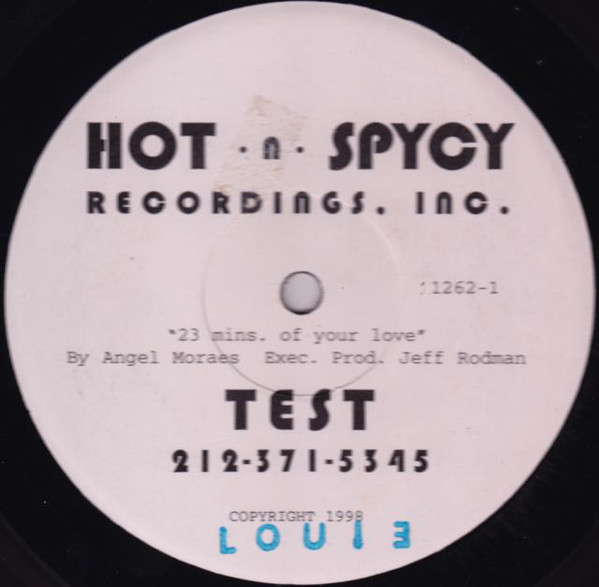 HOT · n · SPYCY
RECORDINGS, INC.
11262-1
"23 mins. of your love"
By Angel Moraes Exec. Prod. Jeff Rodman
TEST
212-371-5345
COPYRIGHT 1998
LOUIE